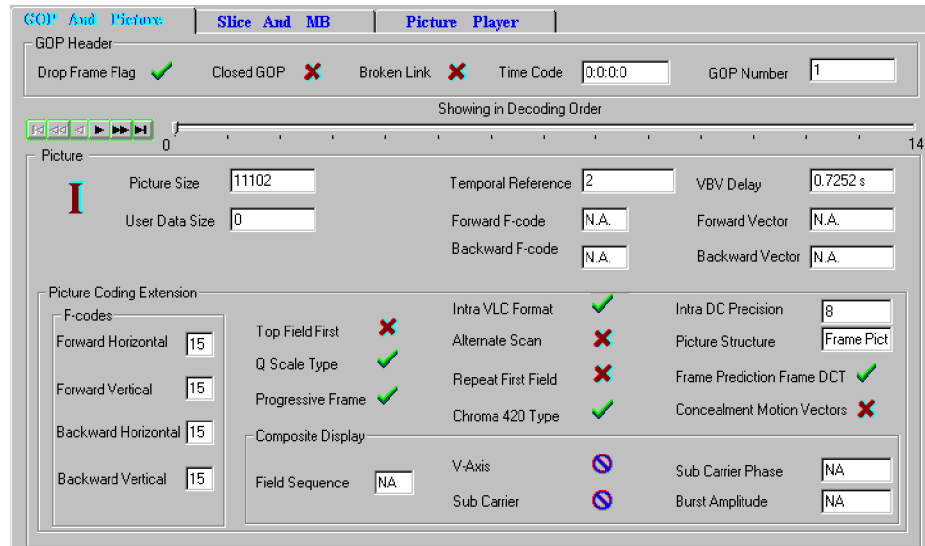 GOP And Picture Slice And MB Picture Player
GOP Header
Drop Frame Flag Closed GOP Broken Link Time Code 0:0:0:0 GOP Number 1
Showing in Decoding Order
0 14
Picture
I Picture Size 11102 Temporal Reference 2 VBV Delay 0.7252 s
User Data Size 0 Forward F-code N.A. Forward Vector N.A.
Backward F-code N.A. Backward Vector N.A.
Picture Coding Extension
F-codes
Forward Horizontal 15
Forward Vertical 15
Backward Horizontal 15
Backward Vertical 15
Top Field First
Q Scale Type
Progressive Frame
Intra VLC Format
Alternate Scan
Repeat First Field
Chroma 420 Type
Intra DC Precision 8
Picture Structure Frame Pict
Frame Prediction Frame DCT
Concealment Motion Vectors
Composite Display
Field Sequence NA
V-Axis
Sub Carrier
Sub Carrier Phase NA
Burst Amplitude NA